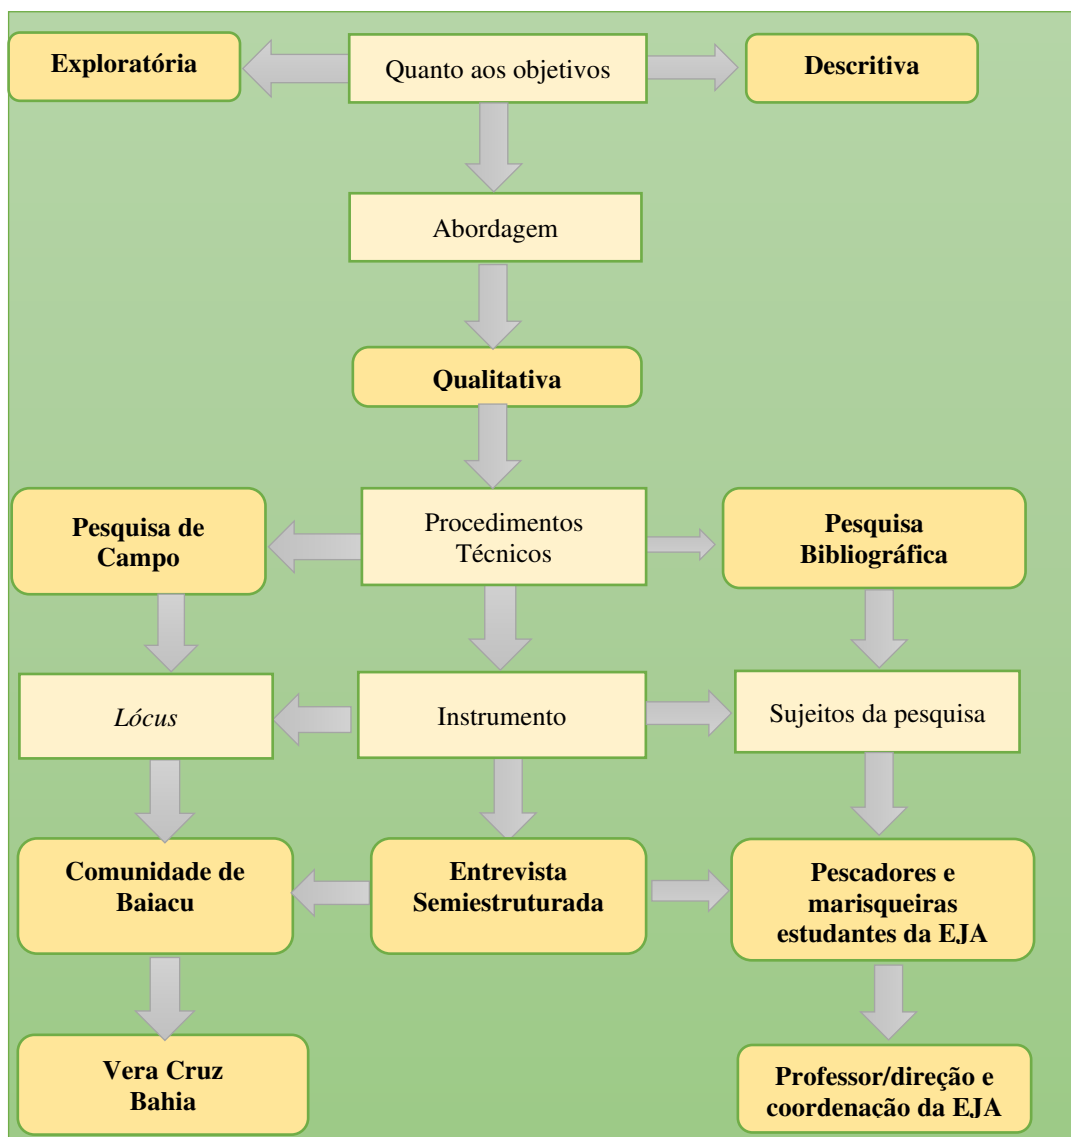 Exploratória
Quanto aos objetivos
Descritiva
Abordagem
Qualitativa
Pesquisa de
Campo
Procedimentos
Técnicos
Pesquisa
Bibliográfica
Lócus
Instrumento
Sujeitos da pesquisa
Comunidade de
Baiacu
Entrevista
Semiestruturada
Pescadores e
marisqueiras
estudantes da EJA
Vera Cruz
Bahia
Professor/direção e
coordenação da EJA